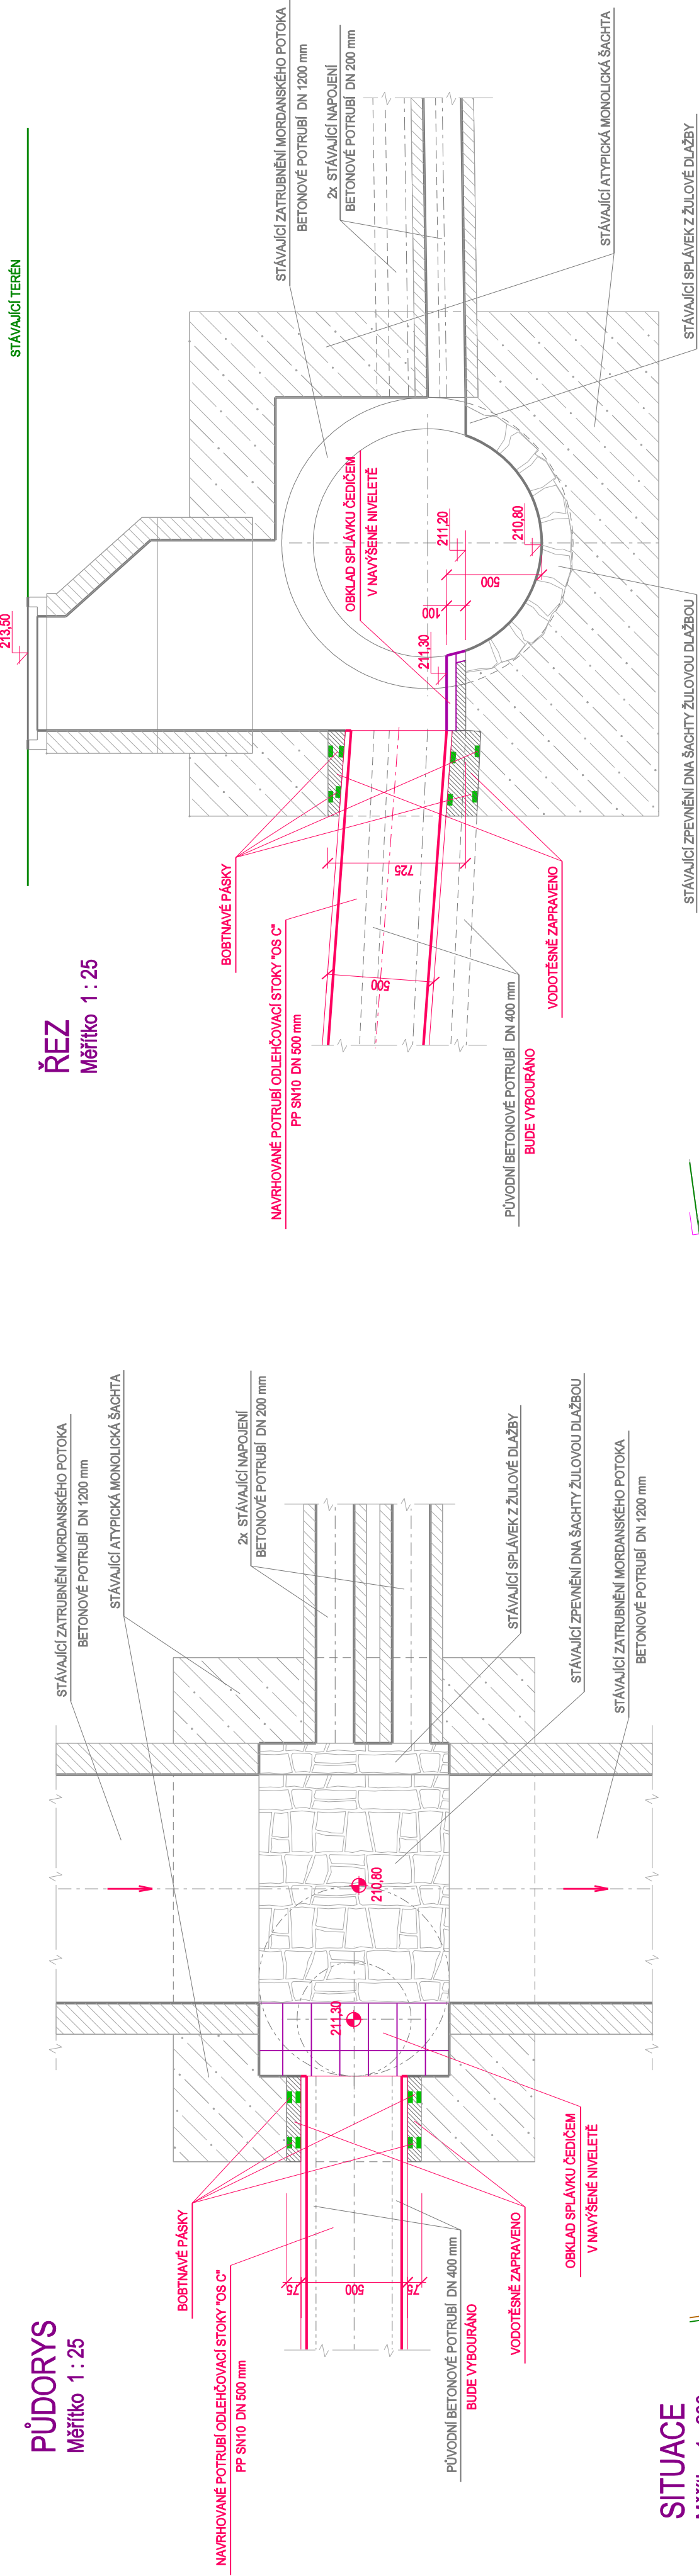 PŮDORYS
Měřítko  1 : 25
STÁVAJÍCÍ ZATRUBNĚNÍ MORDANSKÉHO POTOKA
BETONOVÉ POTRUBÍ  DN 1200 mm
STÁVAJÍCÍ ATYPICKÁ MONOLICKÁ ŠACHTA
2x  STÁVAJÍCÍ NAPOJENÍ
BETONOVÉ POTRUBÍ  DN 200 mm
BOBTNAVÉ PÁSKY
NAVRHOVANÉ POTRUBÍ ODLEHČOVACÍ STOKY "OS C"
PP SN10  DN 500 mm
75
500
75
211,30
210,80
PŮVODNÍ BETONOVÉ POTRUBÍ  DN 400 mm
BUDE VYBOURÁNO
VODOTĚSNĚ ZAPRAVENO
OBKLAD SPLÁVKU ČEDIČEM
V NAVÝŠENÉ NIVELETĚ
STÁVAJÍCÍ SPLÁVEK Z ŽULOVÉ DLAŽBY
STÁVAJÍCÍ ZPEVNĚNÍ DNA ŠACHTY ŽULOVOU DLAŽBOU
STÁVAJÍCÍ ZATRUBNĚNÍ MORDANSKÉHO POTOKA
BETONOVÉ POTRUBÍ  DN 1200 mm
ŘEZ
Měřítko  1 : 25
213,50
STÁVAJÍCÍ TERÉN
STÁVAJÍCÍ ZATRUBNĚNÍ MORDANSKÉHO POTOKA
BETONOVÉ POTRUBÍ  DN 1200 mm
2x  STÁVAJÍCÍ NAPOJENÍ
BETONOVÉ POTRUBÍ  DN 200 mm
BOBTNAVÉ PÁSKY
NAVRHOVANÉ POTRUBÍ ODLEHČOVACÍ STOKY "OS C"
PP SN10  DN 500 mm
OBKLAD SPLÁVKU ČEDIČEM
V NAVÝŠENÉ NIVELETĚ
500
725
211,30
100
211,20
500
210,80
PŮVODNÍ BETONOVÉ POTRUBÍ  DN 400 mm
BUDE VYBOURÁNO
VODOTĚSNĚ ZAPRAVENO
STÁVAJÍCÍ ATYPICKÁ MONOLICKÁ ŠACHTA
STÁVAJÍCÍ ZPEVNĚNÍ DNA ŠACHTY ŽULOVOU DLAŽBOU
STÁVAJÍCÍ SPLÁVEK Z ŽULOVÉ DLAŽBY
SITUACE